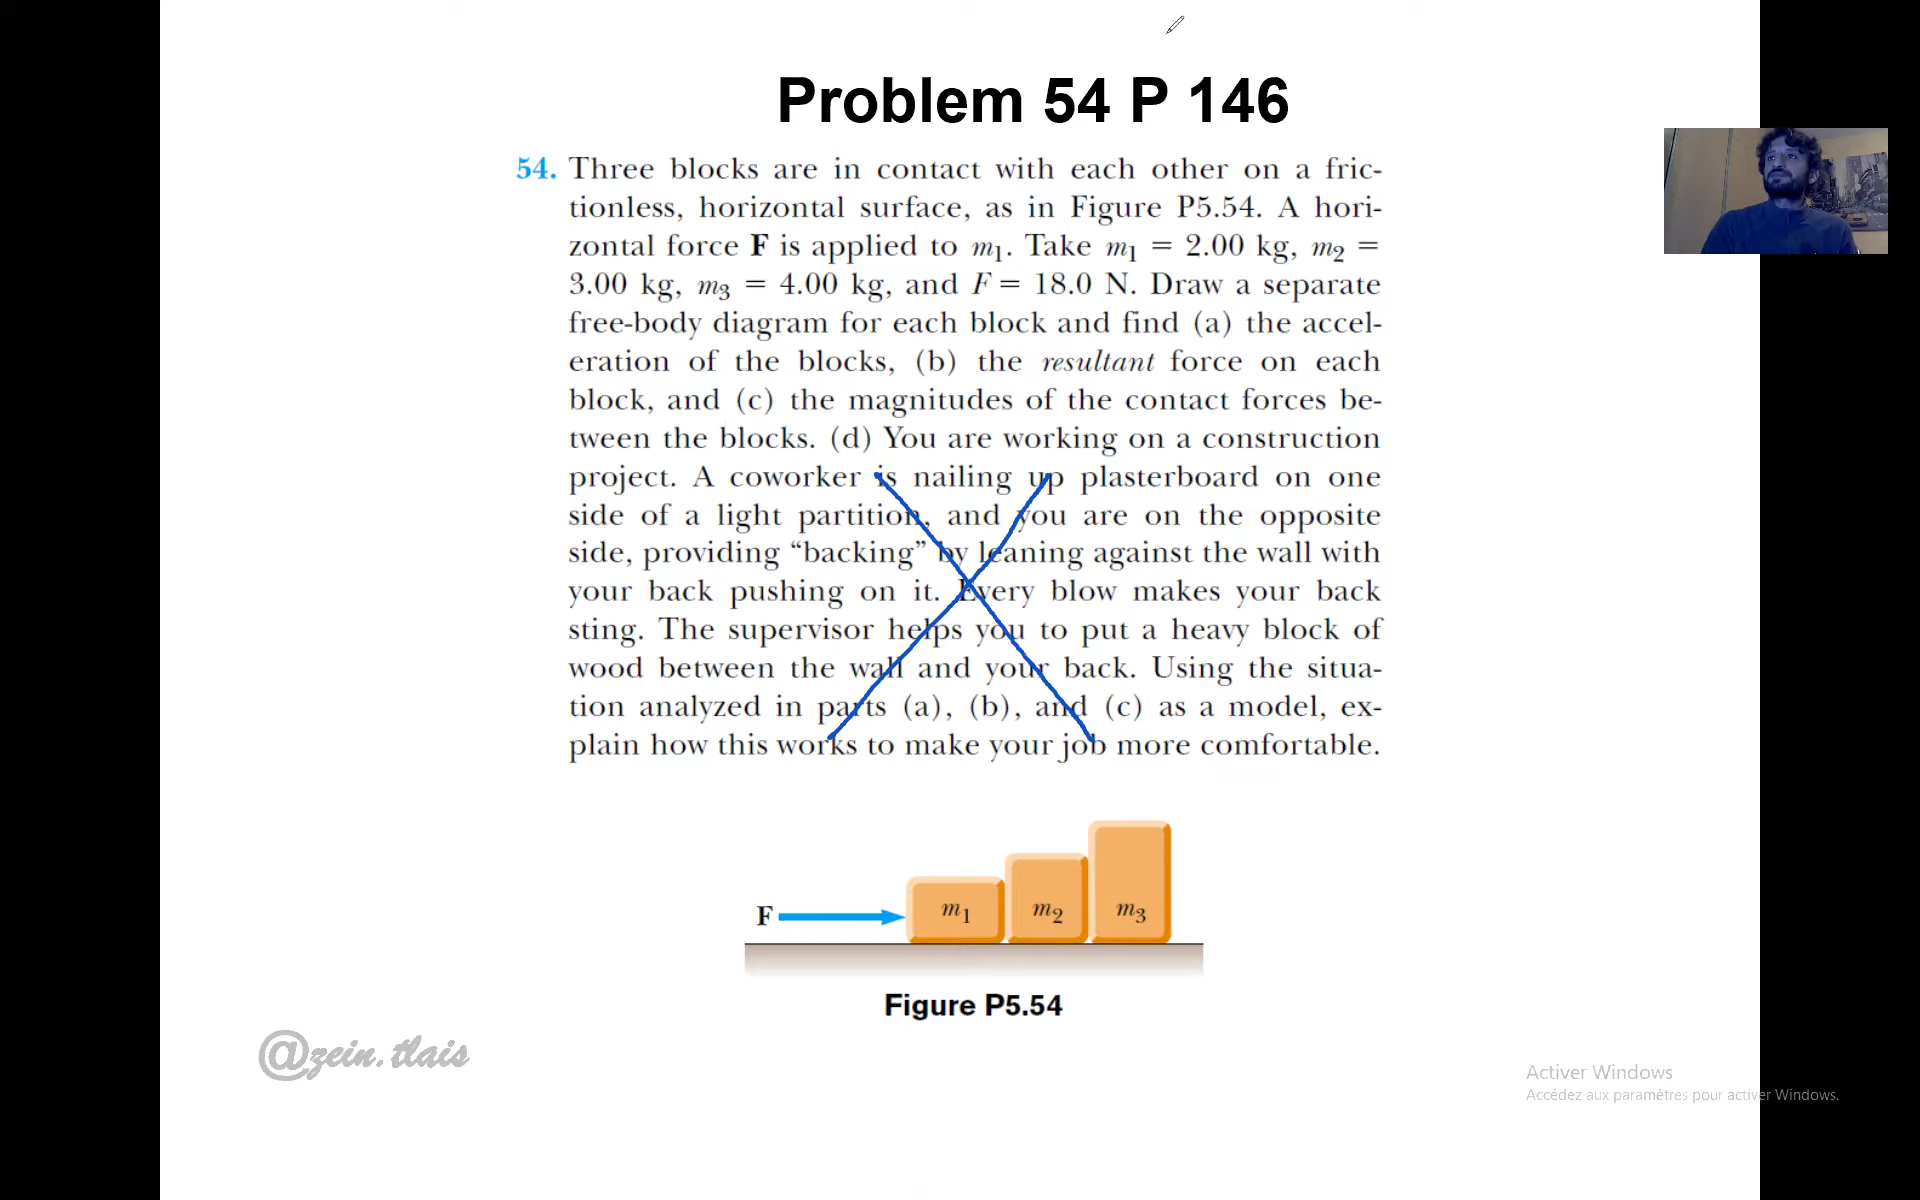 Problem 54 P 146
54. Three blocks are in contact with each other on a fric-
tionless, horizontal surface, as in Figure P5.54. A hori-
zontal force F is applied to m1. Take m1 = 2.00 kg, m2 =
3.00 kg, m3 = 4.00 kg, and F = 18.0 N. Draw a separate
free-body diagram for each block and find (a) the accel-
eration of the blocks, (b) the resultant force on each
block, and (c) the magnitudes of the contact forces be-
tween the blocks. (d) You are working on a construction
project. A coworker is nailing up plasterboard on one
side of a light partition, and you are on the opposite
side, providing “backing” by leaning against the wall with
your back pushing on it. Every blow makes your back
sting. The supervisor helps you to put a heavy block of
wood between the wall and your back. Using the situa-
tion analyzed in parts (a), (b), and (c) as a model, ex-
plain how this works to make your job more comfortable.
F m1 m2 m3
Figure P5.54
@zein.tlais
Activer Windows
Accédez aux paramètres pour activer Windows.